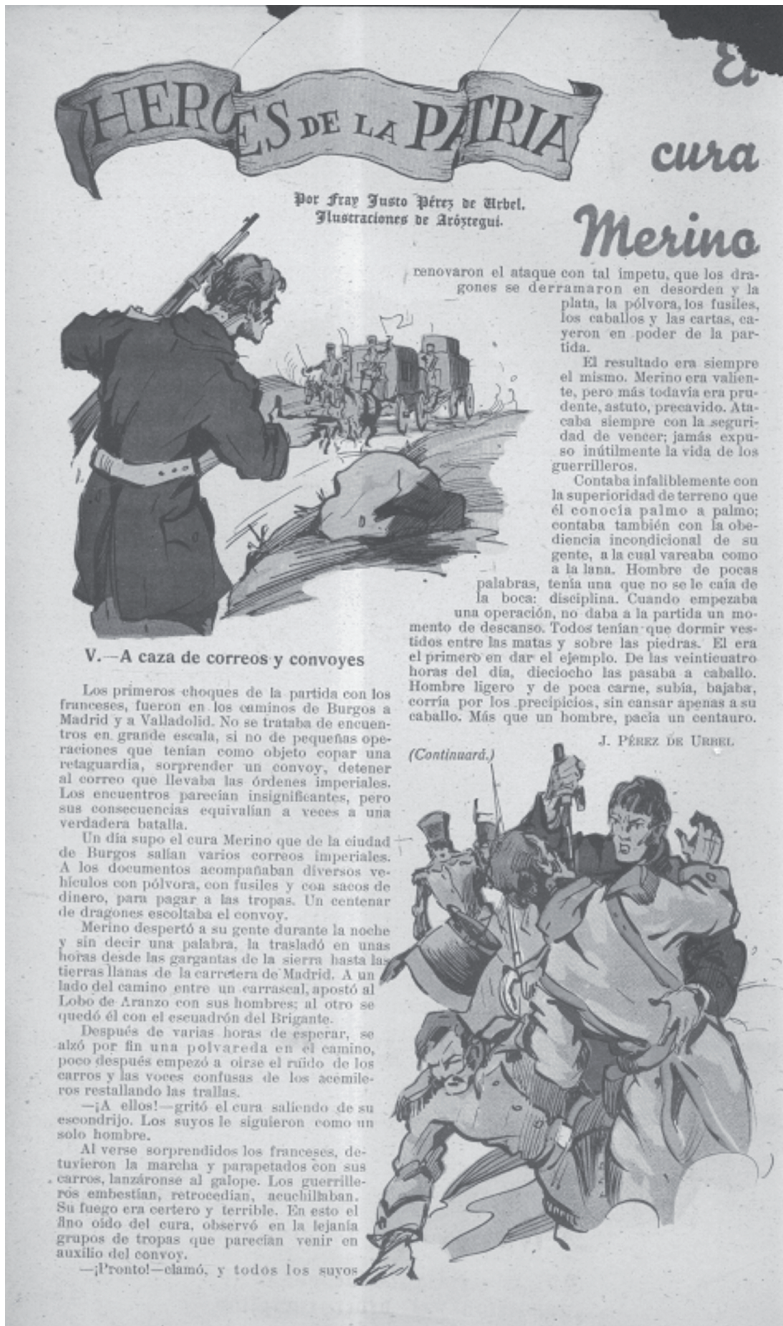 HEROES DE LA PATRIA
El
cura
Merino
Por Fray Justo Pérez de Urbel.
Ilustraciones de Aróztegui.
V.—A caza de correos y convoyes
Los primeros choques de la partida con los
franceses, fueron en los caminos de Burgos a
Madrid y a Valladolid. No se trataba de encuen-
tros en grande escala, si no de pequeñas ope-
raciones que tenían como objeto copar una
retaguardia, sorprender un convoy, detener
al correo que llevaba las órdenes imperiales.
Los encuentros parecían insignificantes, pero
sus consecuencias equivalían a veces a una
verdadera batalla.
Un día supo el cura Merino que de la ciudad
de Burgos salían varios correos imperiales.
A los documentos acompañaban diversos ve-
hículos con pólvora, con fusiles y con sacos de
dinero, para pagar a las tropas. Un centenar
de dragones escoltaba el convoy.
Merino despertó a su gente durante la noche
y sin decir una palabra, la trasladó en unas
horas desde las gargantas de la sierra hasta las
tierras llanas de la carretera de Madrid. A un
lado del camino entre un carrascal, apostó al
Lobo de Aranzo con sus hombres; al otro se
quedó él con el escuadrón del Brigante.
Después de varias horas de esperar, se
alzó por fin una polvareda en el camino,
poco después empezó a oirse el ruído de los
carros y las voces confusas de los acemile-
ros restallando las trallas.
—¡A ellos!—gritó el cura saliendo de su
escondrijo. Los suyos le siguieron como un
solo hombre.
Al verse sorprendidos los franceses, de-
tuvieron la marcha y parapetados con sus
carros, lanzáronse al galope. Los guerrille-
ros embestían, retrocedían, acuchillaban.
Su fuego era certero y terrible. En esto el
fino oído del cura, observó en la lejanía
grupos de tropas que parecían venir en
auxilio del convoy.
—¡Pronto!—clamó, y todos los suyos
renovaron el ataque con tal ímpetu, que los dra-
gones se derramaron en desorden y la
plata, la pólvora, los fusiles,
los caballos y las cartas, ca-
yeron en poder de la par-
tida.
El resultado era siempre
el mismo. Merino era valien-
te, pero más todavía era pru-
dente, astuto, precavido. Ata-
caba siempre con la seguri-
dad de vencer; jamás expu-
so inútilmente la vida de los
guerrilleros.
Contaba infaliblemente con
la superioridad de terreno que
él conocía palmo a palmo;
contaba también con la obe-
diencia incondicional de su
gente, a la cual vareaba como
a la lana. Hombre de pocas
palabras, tenía una que no se le caía de
la boca: disciplina. Cuando empezaba
una operación, no daba a la partida un mo-
mento de descanso. Todos tenían que dormir ves-
tidos entre las matas y sobre las piedras. El era
el primero en dar el ejemplo. De las veinticuatro
horas del día, dieciocho las pasaba a caballo.
Hombre ligero y de poca carne, subía, bajaba,
corría por los precipicios, sin cansar apenas a su
caballo. Más que un hombre, pacía un centauro.
J. PÉREZ DE URBEL
(Continuará.)